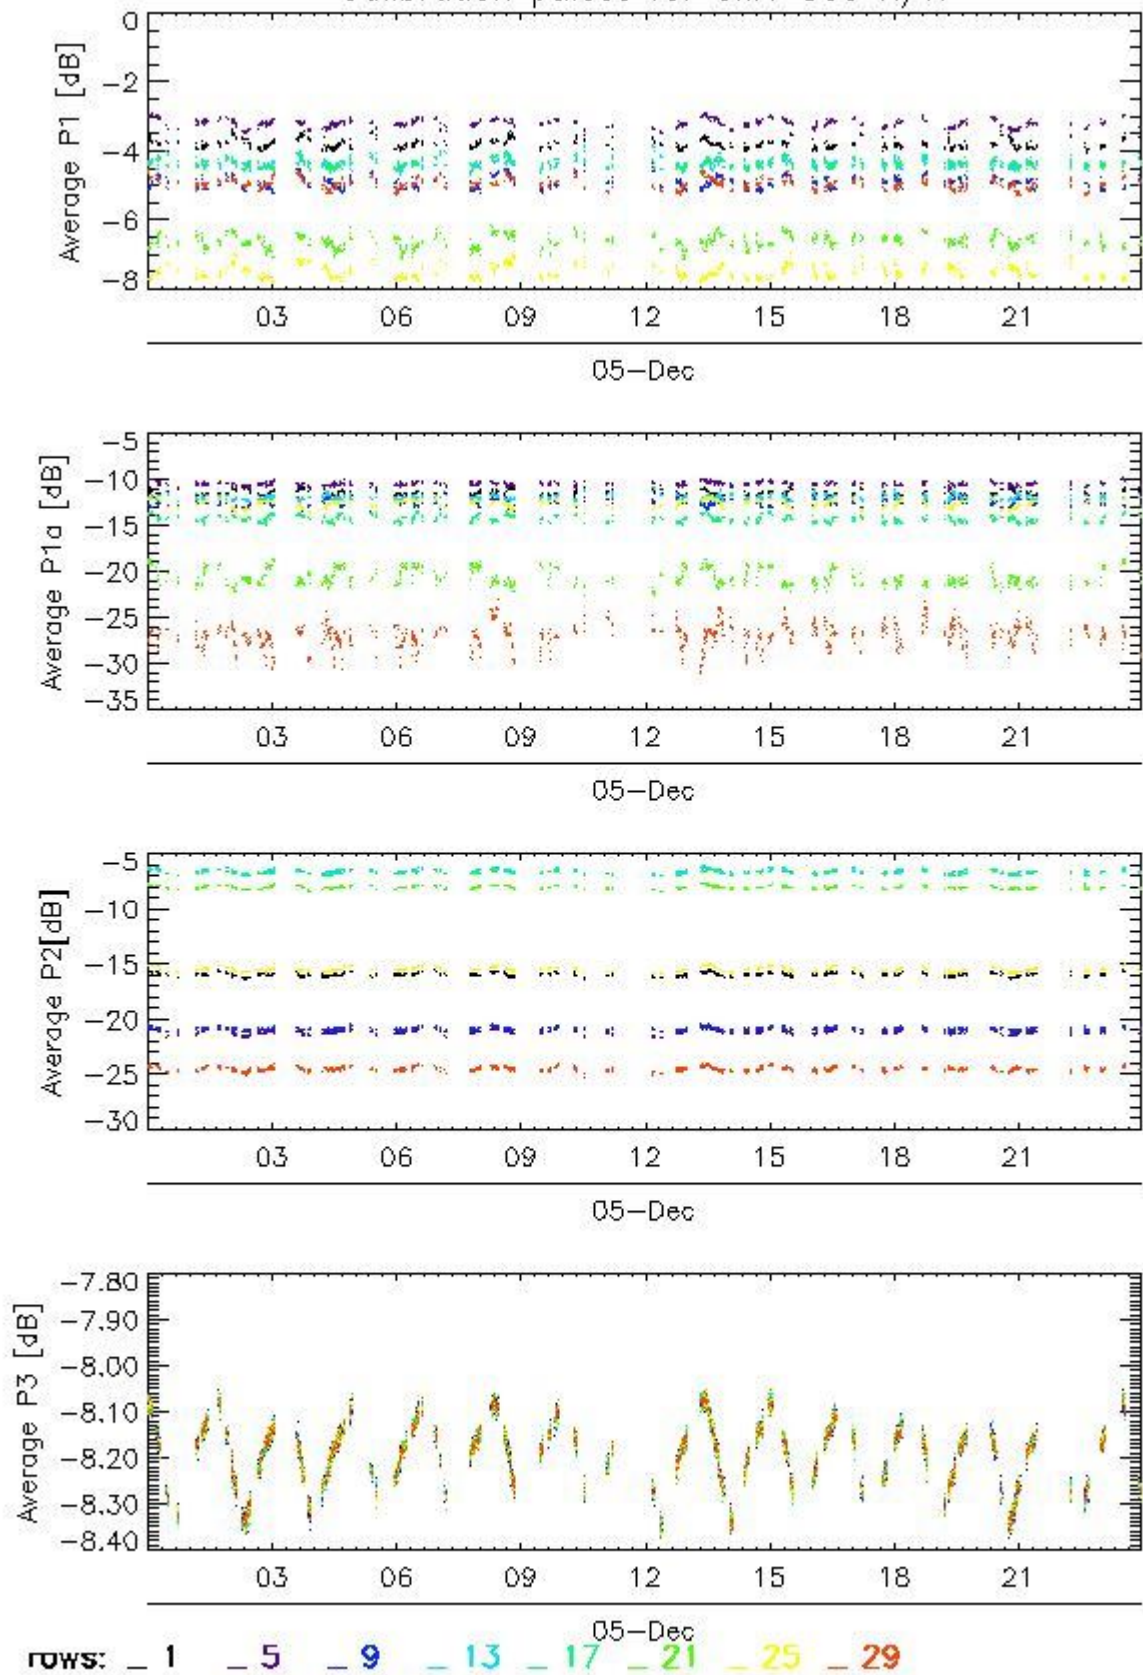 0
-2
-4
-6
-8
Average P1 [dB]
03 06 09 12 15 18 21
05-Dec
-5
-10
-15
-20
-25
-30
-35
Average P1a [dB]
03 06 09 12 15 18 21
05-Dec
-5
-10
-15
-20
-25
-30
Average P2[dB]
03 06 09 12 15 18 21
05-Dec
-7.80
-7.90
-8.00
-8.10
-8.20
-8.30
-8.40
Average P3 [dB]
03 06 09 12 15 18 21
05-Dec
rows: _ 1 _ 5 _ 9 _ 13 _ 17 _ 21 _ 25 _ 29